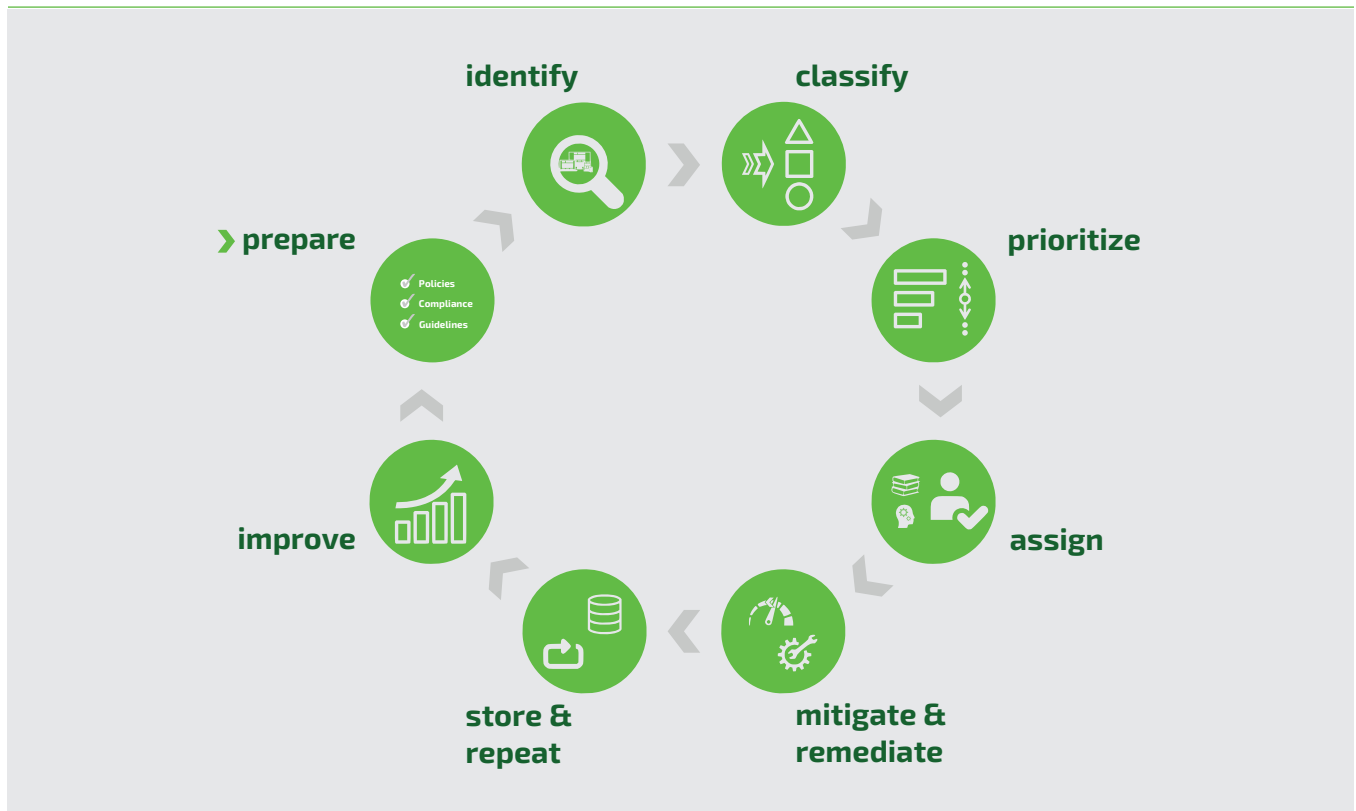 identify
classify
prepare
prioritize
Policies
Compliance
Guidelines
improve
assign
store &
repeat
mitigate &
remediate